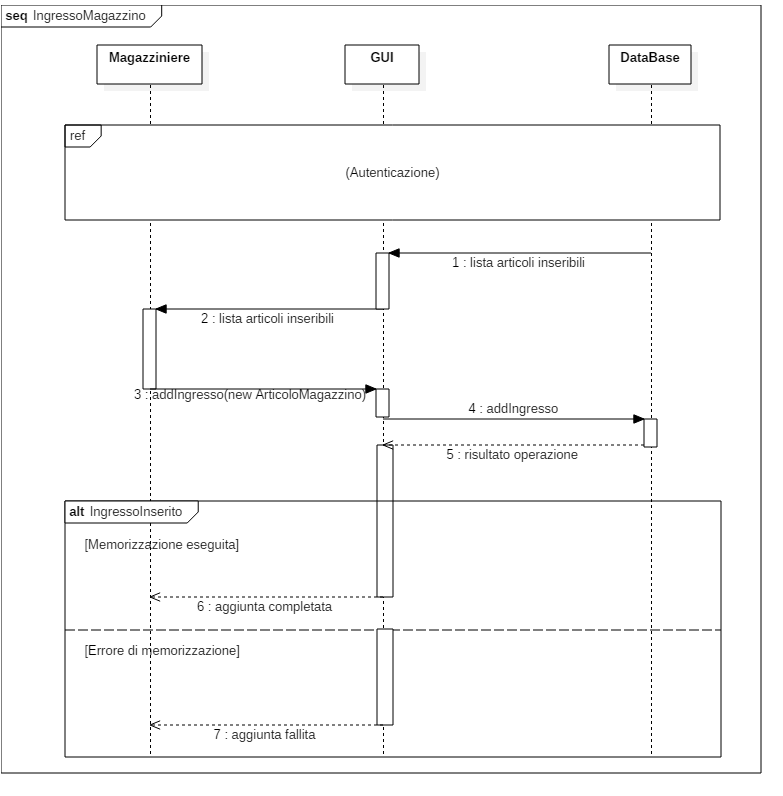 seq IngressoMagazzino
Magazziniere
GUI
DataBase
ref
(Autenticazione)
1 : lista articoli inseribili
2 : lista articoli inseribili
3 : addIngresso(new ArticoloMagazzino)
4 : addIngresso
5 : risultato operazione
alt IngressoInserito
[Memorizzazione eseguita]
6 : aggiunta completata
[Errore di memorizzazione]
7 : aggiunta fallita